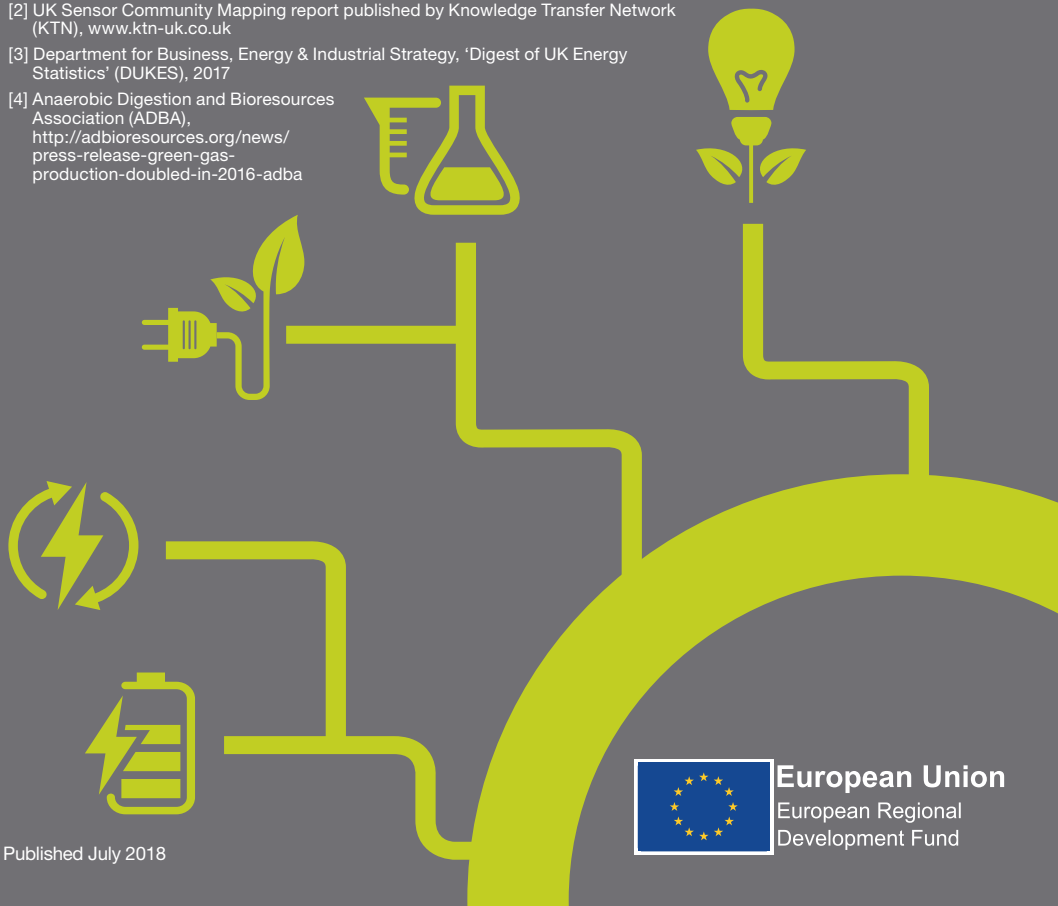 [2] UK Sensor Community Mapping report published by Knowledge Transfer Network
(KTN), www.ktn-uk.co.uk
[3] Department for Business, Energy & Industrial Strategy, ‘Digest of UK Energy
Statistics’ (DUKES), 2017
[4] Anaerobic Digestion and Bioresources
Association (ADBA),
http://adbioresources.org/news/
press-release-green-gas-
production-doubled-in-2016-adba
European Union
European Regional
Development Fund
Published July 2018